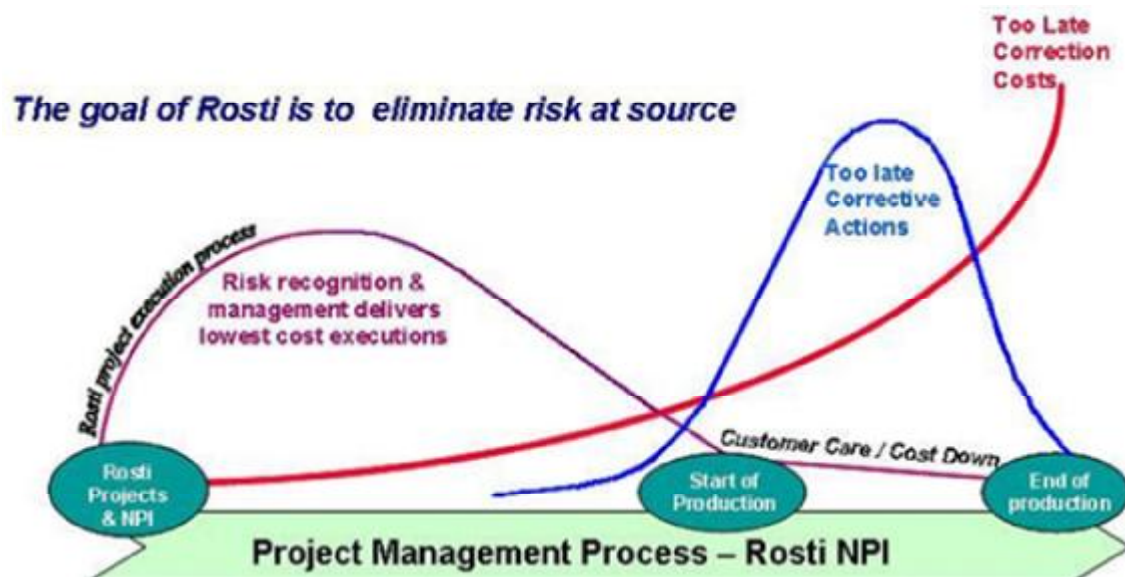 Too Late
Correction
Costs
The goal of Rosti is to eliminate risk at source
Too late
Corrective
Actions
Rosti project execution process
Risk recognition &
management delivers
lowest cost executions
Customer Care / Cost Down
Rosti
Projects
& NPI
Start of
Production
End of
production
Project Management Process – Rosti NPI